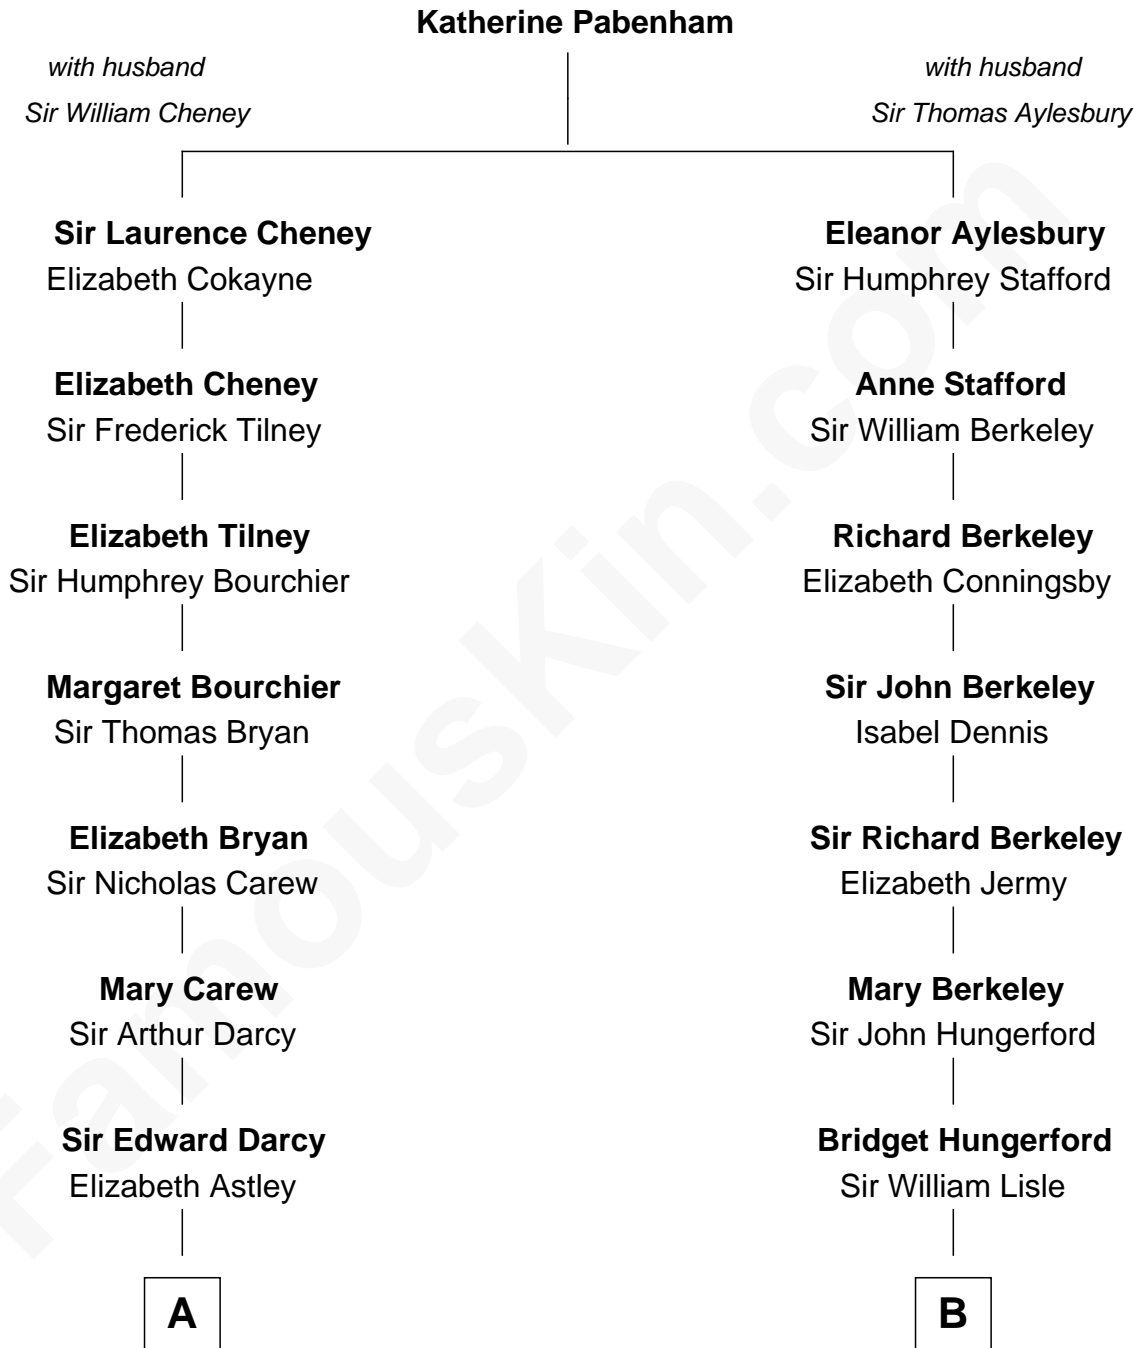 Katherine Pabenham
with husband
Sir William Cheney
with husband
Sir Thomas Aylesbury
Sir Laurence Cheney
Elizabeth Cokayne
Eleanor Aylesbury
Sir Humphrey Stafford
Elizabeth Cheney
Sir Frederick Tilney
Anne Stafford
Sir William Berkeley
Elizabeth Tilney
Sir Humphrey Bourchier
Richard Berkeley
Elizabeth Conningsby
Margaret Bourchier
Sir Thomas Bryan
Sir John Berkeley
Isabel Dennis
Elizabeth Bryan
Sir Nicholas Carew
Sir Richard Berkeley
Elizabeth Jermy
Mary Carew
Sir Arthur Darcy
Mary Berkeley
Sir John Hungerford
Sir Edward Darcy
Elizabeth Astley
Bridget Hungerford
Sir William Lisle
A
B
FamousKin.com